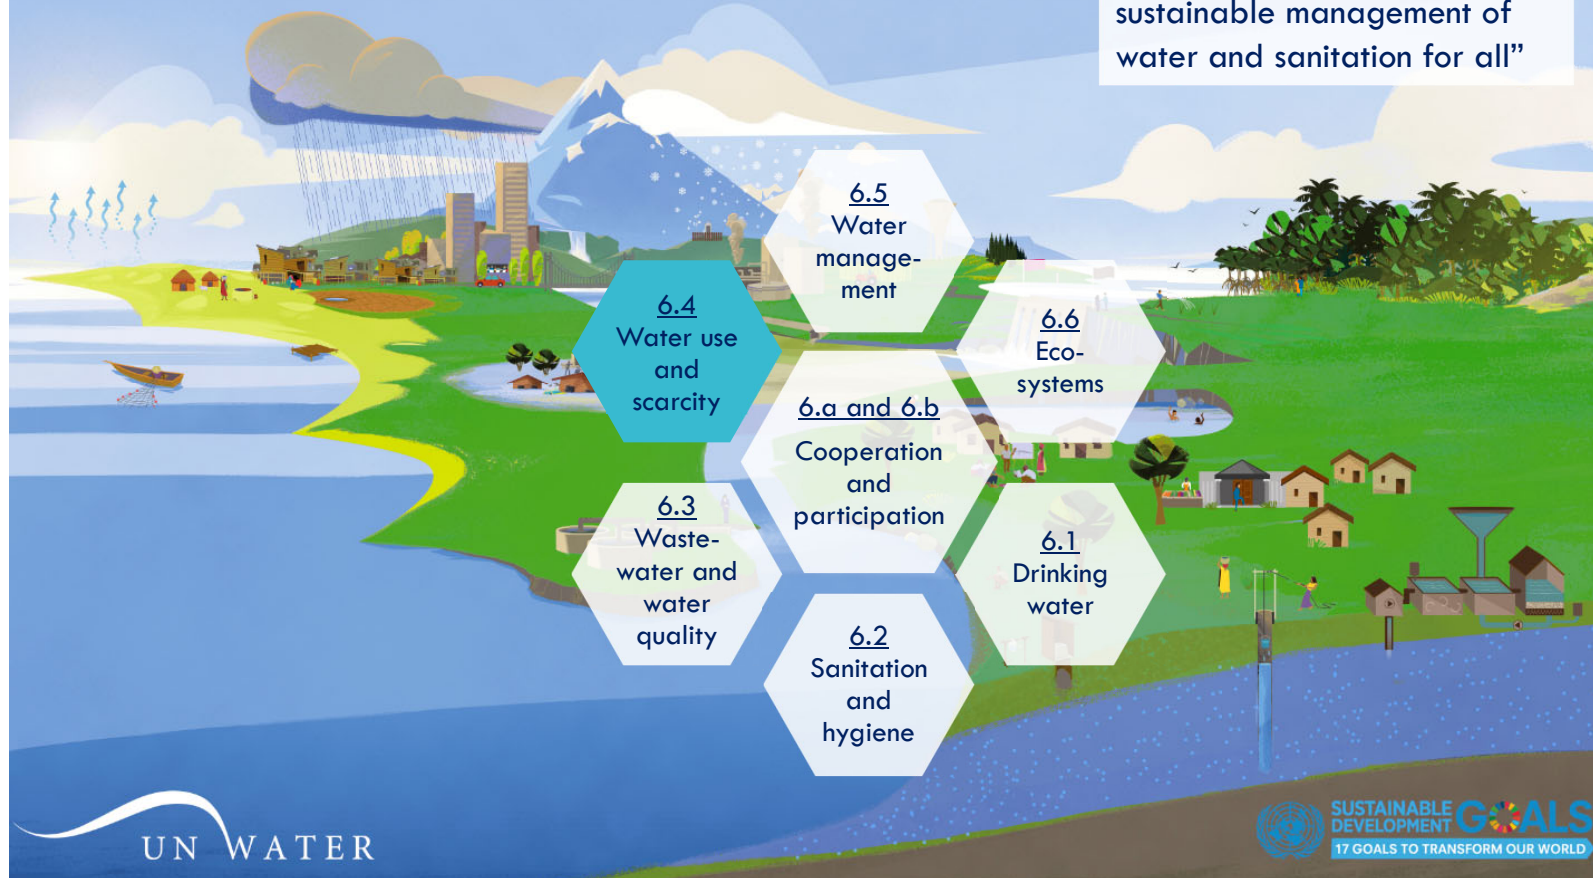 sustainable management of
water and sanitation for all”
6.5
Water
manage-
ment
6.4
Water use
and
scarcity
6.6
Eco-
systems
6.a and 6.b
Cooperation
and
participation
6.3
Waste-
water and
water
quality
6.1
Drinking
water
6.2
Sanitation
and
hygiene
UN WATER
SUSTAINABLE
DEVELOPMENT GOALS
17 GOALS TO TRANSFORM OUR WORLD